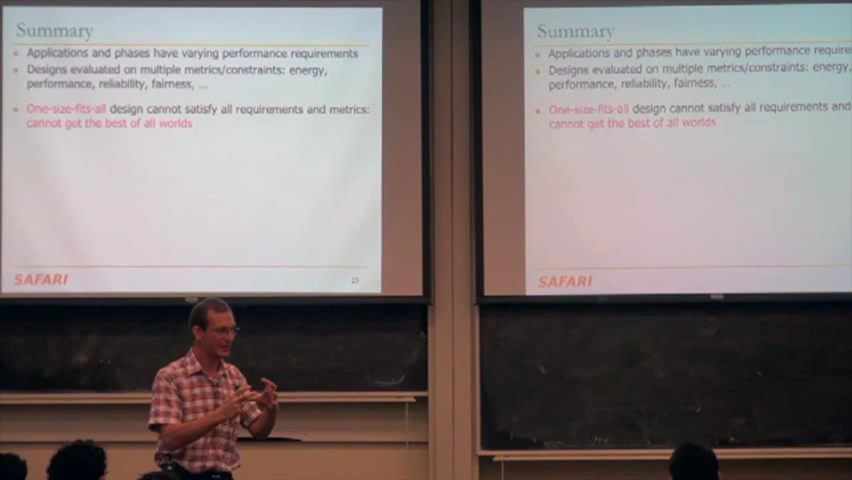 Summary
Applications and phases have varying performance requirements
Designs evaluated on multiple metrics/constraints: energy,
performance, reliability, fairness, ...
One-size-fits-all design cannot satisfy all requirements and metrics:
cannot get the best of all worlds
SAFARI
23
Summary
Applications and phases have varying performance require
Designs evaluated on multiple metrics/constraints: energy,
performance, reliability, fairness, ...
One-size-fits-all design cannot satisfy all requirements and
cannot get the best of all worlds
SAFARI